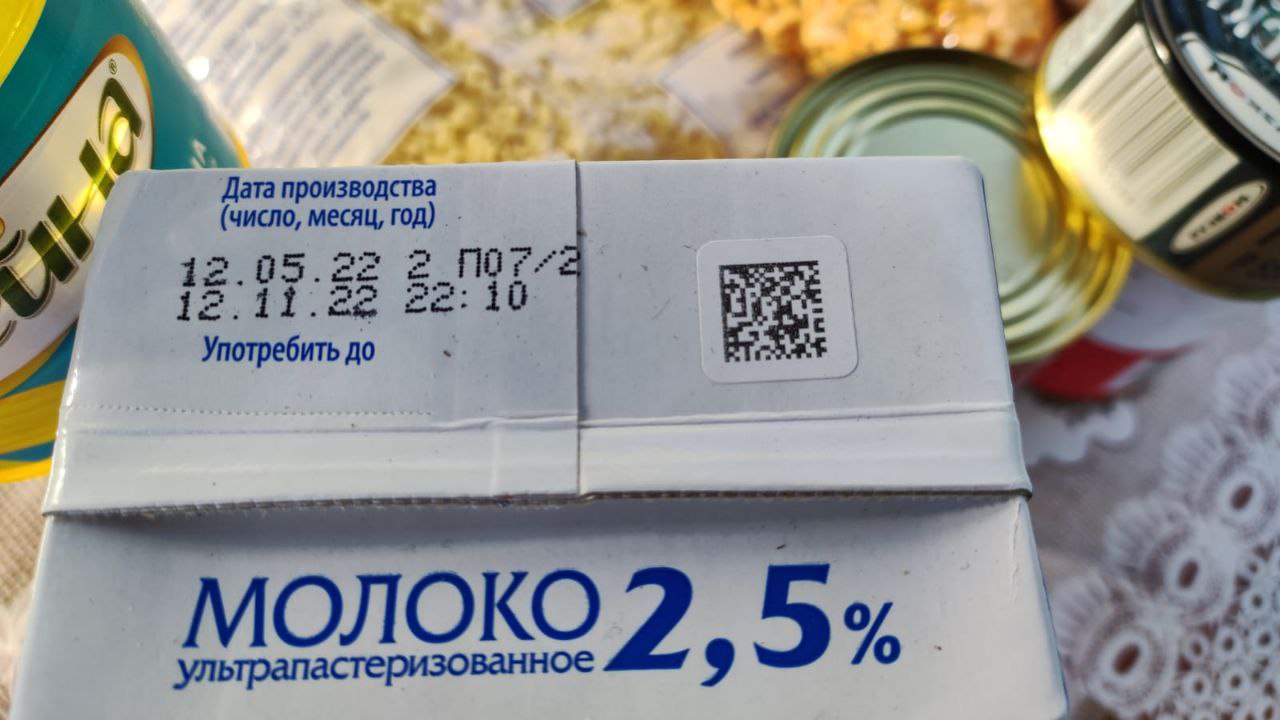 Дата производства
(число, месяц, год)
12.05.22 2 П07/2
12.11.22 22:10
Употребить до
МОЛОКО 2,5%
ультрапастеризованное